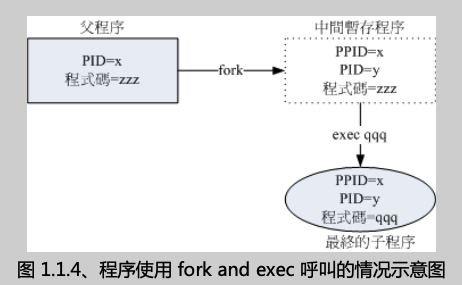 父程序
PID=x
程式碼=zzz
fork
中間暫存程序
PPID=x
PID=y
程式碼=zzz
exec qqq
PPID=x
PID=y
程式碼=qqq
最終的子程序
图 1.1.4、程序使用 fork and exec 呼叫的情况示意图